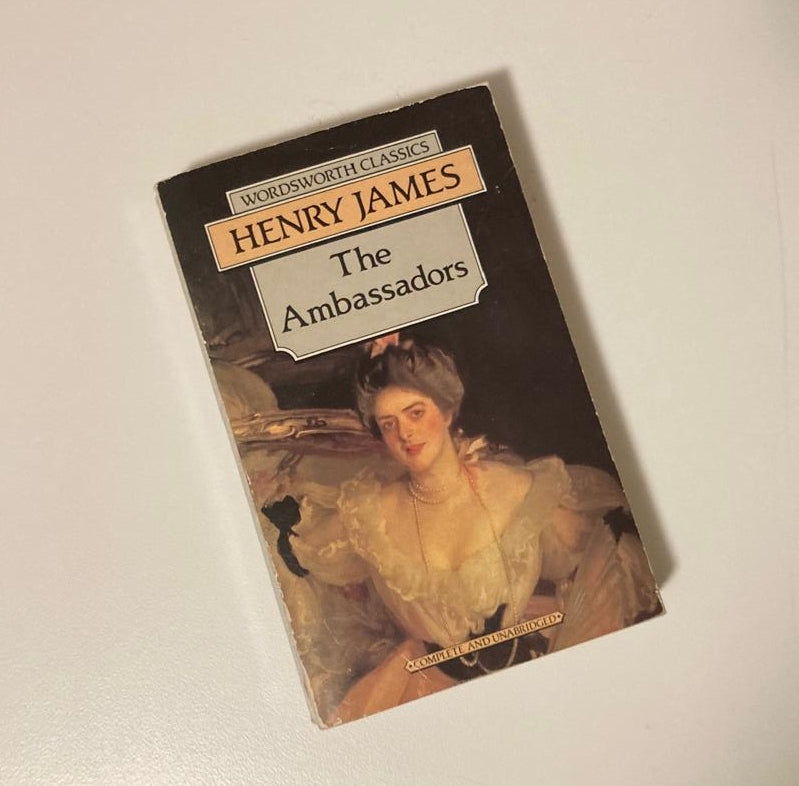 WORDSWORTH CLASSICS
HENRY JAMES
The
Ambassadors
•COMPLETE AND UNABRIDGED•